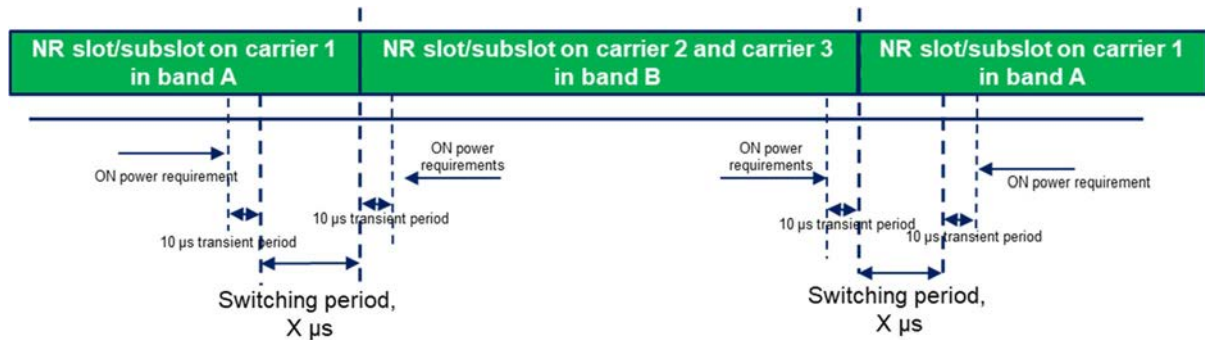 NR slot/subslot on carrier 1
in band A
NR slot/subslot on carrier 2 and carrier 3
in band B
NR slot/subslot on carrier 1
in band A
ON power requirement
ON power
requirements
ON power
requirements
ON power requirement
10 µs transient period
10 µs transient period
10 µs transient period
10 µs transient period
Switching period,
X µs
Switching period,
X µs